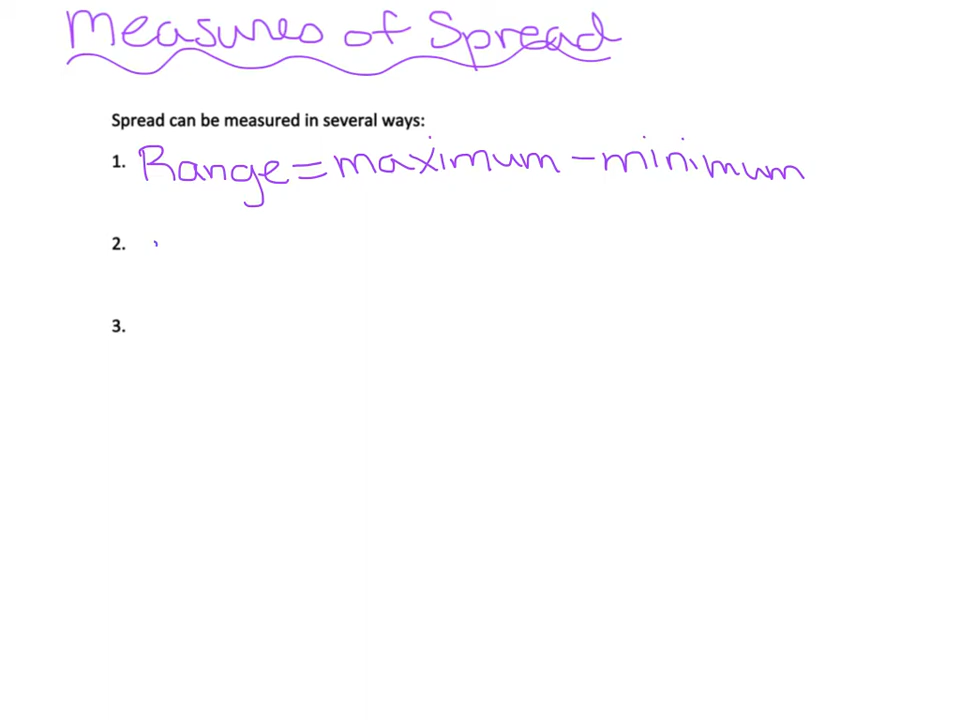 Measures of Spread
Spread can be measured in several ways:
1. Range = maximum - minimum
2.
3.